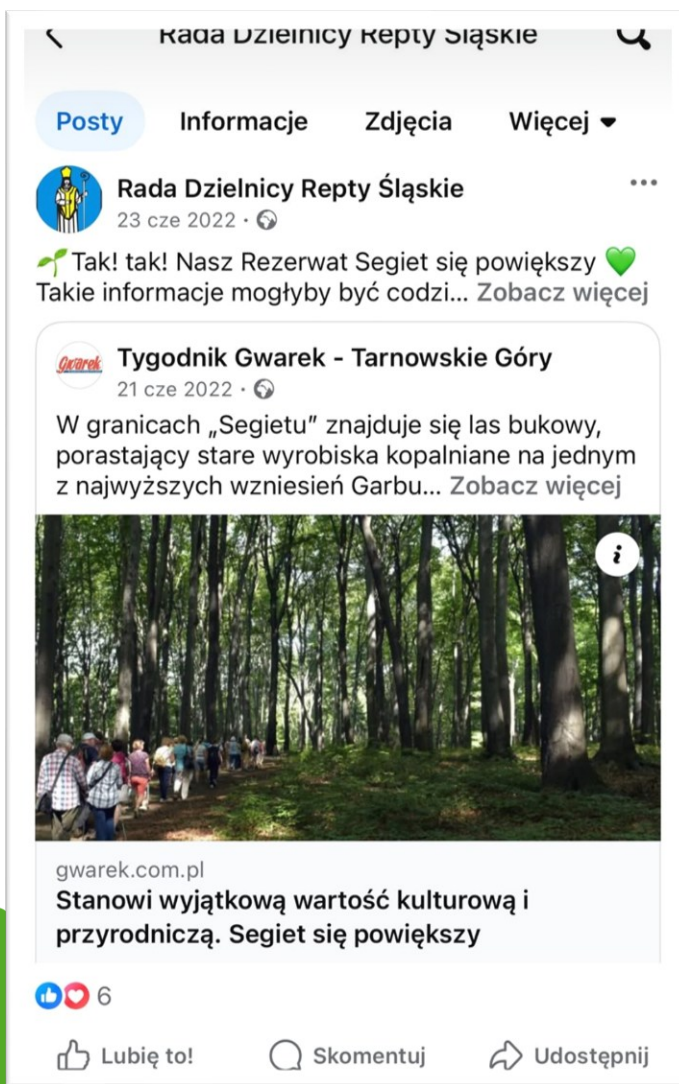 Rada Dzielnicy Repty Śląskie
Posty Informacje Zdjęcia Więcej
Rada Dzielnicy Repty Śląskie
23 cze 2022 ·
Tak! tak! Nasz Rezerwat Segiet się powiększy
Takie informacje mogłyby być codzi... Zobacz więcej
Gwarek
Tygodnik Gwarek - Tarnowskie Góry
21 cze 2022 ·
W granicach „Segietu” znajduje się las bukowy,
porastający stare wyrobiska kopalniane na jednym
z najwyższych wzniesień Garbu... Zobacz więcej
i
gwarek.com.pl
Stanowi wyjątkową wartość kulturową i
przyrodniczą. Segiet się powiększy
6
Lubię to! Skomentuj Udostępnij